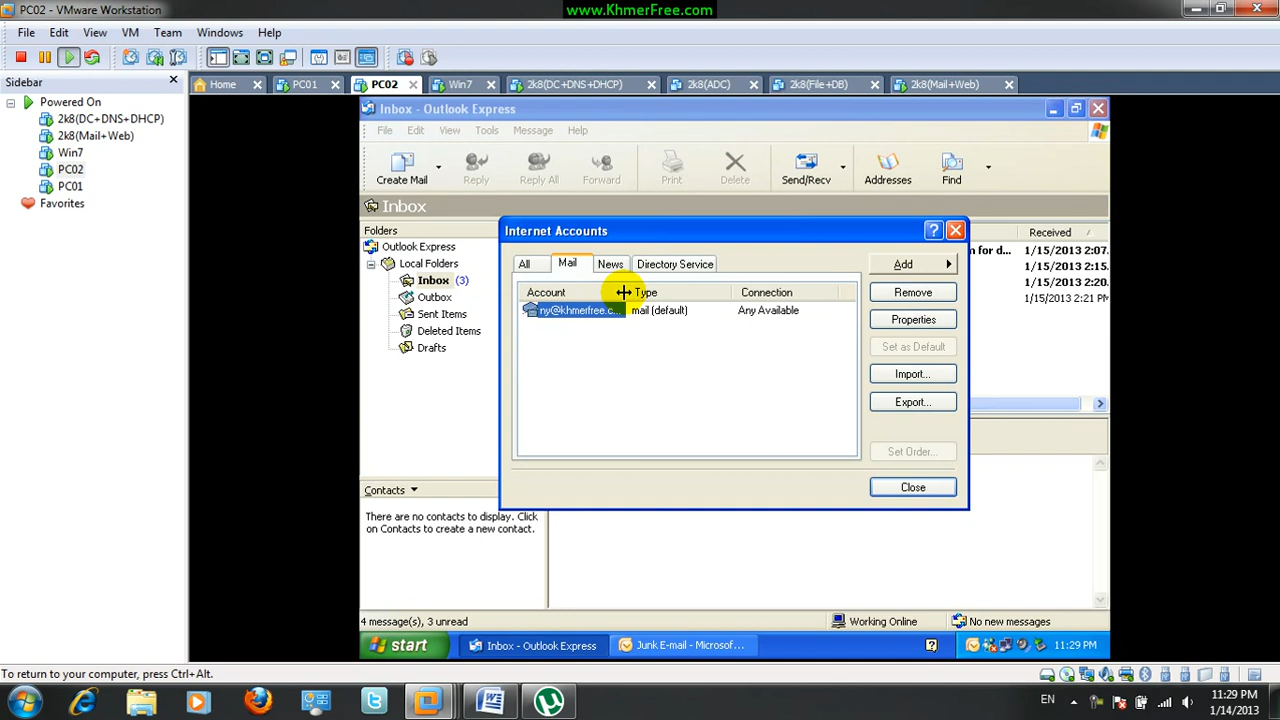 PC02 - VMware Workstation
www.KhmerFree.com
File Edit View VM Team Windows Help
Sidebar
Home PC01 PC02 Win7 2k8(DC+DNS+DHCP) 2k8(ADC) 2k8(File+DB) 2k8(Mail+Web)
Powered On
2k8(DC+DNS+DHCP)
2k8(Mail+Web)
Win7
PC02
PC01
Favorites
Inbox - Outlook Express
File Edit View Tools Message Help
Create Mail Reply Reply All Forward Print Delete Send/Recv Addresses Find
Inbox
Folders
Outlook Express
Local Folders
Inbox (3)
Outbox
Sent Items
Deleted Items
Drafts
Received
m for d... 1/15/2013 2:07.
1/15/2013 2:15.
1/15/2013 2:20.
1/15/2013 2:21 P
Internet Accounts
All Mail News Directory Service
Account Type Connection
ny@khmerfree.c... mail (default) Any Available
Add
Remove
Properties
Set as Default
Import...
Export...
Set Order...
Close
Contacts
There are no contacts to display. Click
on Contacts to create a new contact.
4 message(s), 3 unread Working Online No new messages
start Inbox - Outlook Express Junk E-mail - Microsof... 11:29 PM
To return to your computer, press Ctrl+Alt.
EN 11:29 PM
1/14/2013